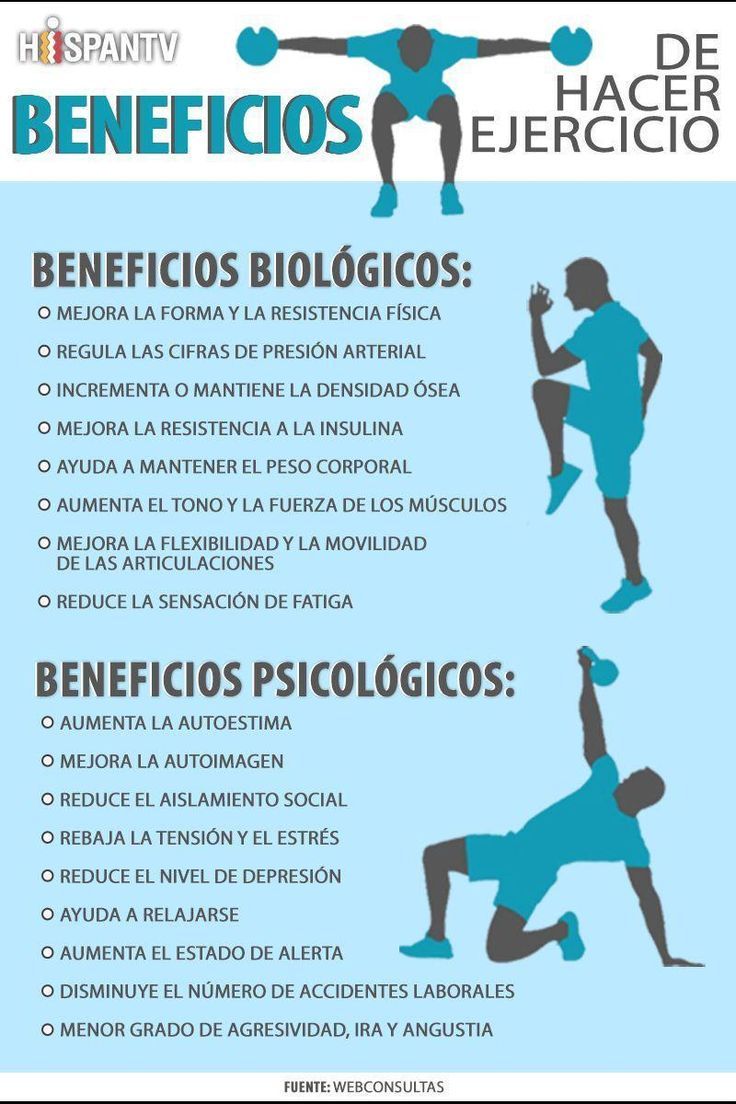 HISPANTV
BENEFICIOS
DE
HACER
EJERCICIO
BENEFICIOS BIOLÓGICOS:
MEJORA LA FORMA Y LA RESISTENCIA FÍSICA
REGULA LAS CIFRAS DE PRESIÓN ARTERIAL
INCREMENTA O MANTIENE LA DENSIDAD ÓSEA
MEJORA LA RESISTENCIA A LA INSULINA
AYUDA A MANTENER EL PESO CORPORAL
AUMENTA EL TONO Y LA FUERZA DE LOS MÚSCULOS
MEJORA LA FLEXIBILIDAD Y LA MOVILIDAD
DE LAS ARTICULACIONES
REDUCE LA SENSACIÓN DE FATIGA
BENEFICIOS PSICOLÓGICOS:
AUMENTA LA AUTOESTIMA
MEJORA LA AUTOIMAGEN
REDUCE EL AISLAMIENTO SOCIAL
REBAJA LA TENSIÓN Y EL ESTRÉS
REDUCE EL NIVEL DE DEPRESIÓN
AYUDA A RELAJARSE
AUMENTA EL ESTADO DE ALERTA
DISMINUYE EL NÚMERO DE ACCIDENTES LABORALES
MENOR GRADO DE AGRESIVIDAD, IRA Y ANGUSTIA
FUENTE: WEBCONSULTAS